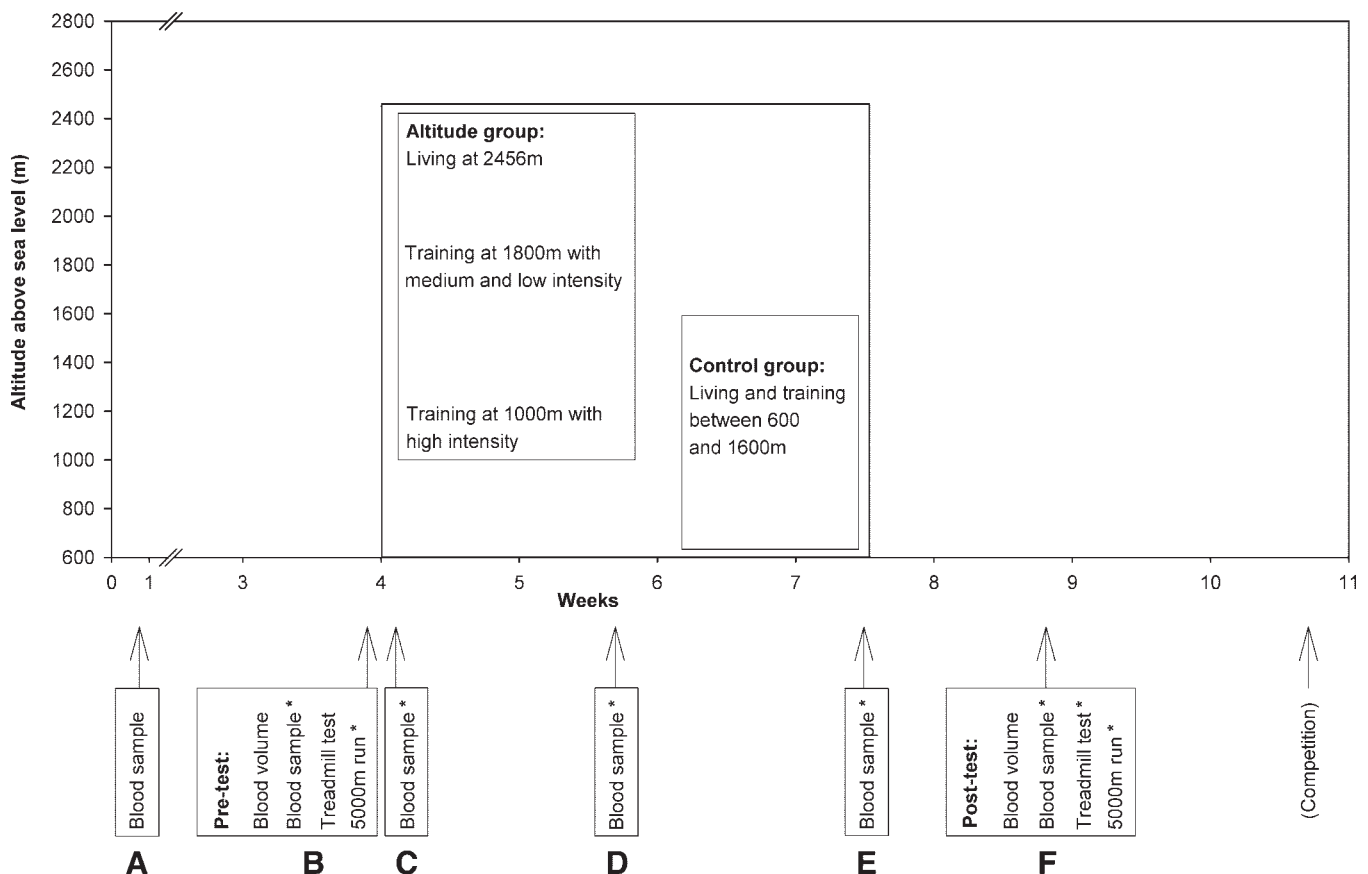 2800
2600
2400
2200
2000
1800
1600
1400
1200
1000
800
600
Altitude above sea level (m)
Altitude group:
Living at 2456m
Training at 1800m with
medium and low intensity
Training at 1000m with
high intensity
Control group:
Living and training
between 600
and 1600m
0 1 3 4 5 6 7 8 9 10 11
Weeks
Blood sample
Pre-test:
Blood volume
Blood sample *
Treadmill test
5000m run *
Blood sample *
Blood sample *
Blood sample *
Post-test:
Blood volume
Blood sample *
Treadmill test *
5000m run *
(Competition)
A B C D E F